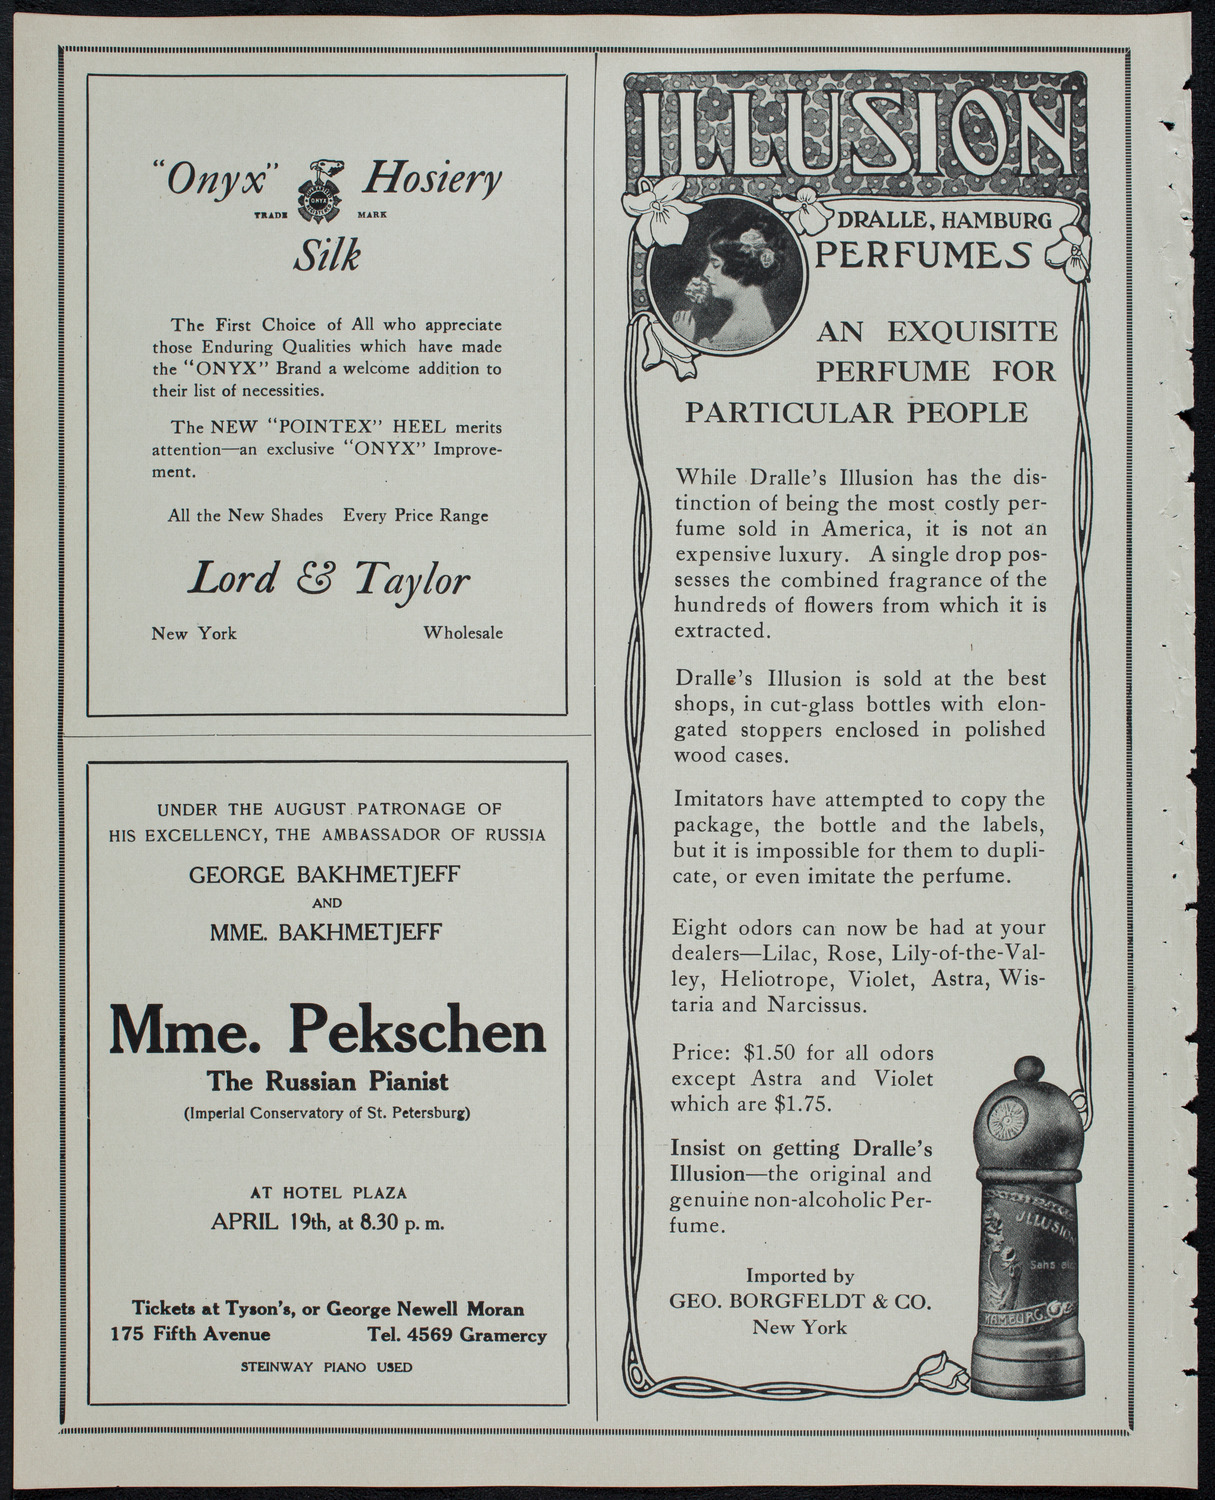 "Onyx" Hosiery
TRADE MARK
ONYX
Silk
The First Choice of All who appreciate
those Enduring Qualities which have made
the "ONYX" Brand a welcome addition to
their list of necessities.
The NEW "POINTEX" HEEL merits
attention—an exclusive "ONYX" Improve-
ment.
All the New Shades Every Price Range
Lord & Taylor
New York Wholesale
UNDER THE AUGUST PATRONAGE OF
HIS EXCELLENCY, THE AMBASSADOR OF RUSSIA
GEORGE BAKHMETJEFF
AND
MME. BAKHMETJEFF
Mme. Pekschen
The Russian Pianist
(Imperial Conservatory of St. Petersburg)
AT HOTEL PLAZA
APRIL 19th, at 8.30 p. m.
Tickets at Tyson's, or George Newell Moran
175 Fifth Avenue Tel. 4569 Gramercy
STEINWAY PIANO USED
ILLUSION
DRALLE, HAMBURG
PERFUMES
AN EXQUISITE
PERFUME FOR
PARTICULAR PEOPLE
While Dralle's Illusion has the dis-
tinction of being the most costly per-
fume sold in America, it is not an
expensive luxury. A single drop pos-
sesses the combined fragrance of the
hundreds of flowers from which it is
extracted.
Dralle's Illusion is sold at the best
shops, in cut-glass bottles with elon-
gated stoppers enclosed in polished
wood cases.
Imitators have attempted to copy the
package, the bottle and the labels,
but it is impossible for them to dupli-
cate, or even imitate the perfume.
Eight odors can now be had at your
dealers—Lilac, Rose, Lily-of-the-Val-
ley, Heliotrope, Violet, Astra, Wis-
taria and Narcissus.
Price: $1.50 for all odors
except Astra and Violet
which are $1.75.
Insist on getting Dralle's
Illusion—the original and
genuine non-alcoholic Per-
fume.
Imported by
GEO. BORGFELDT & CO.
New York
ILLUSION
HAMBURG